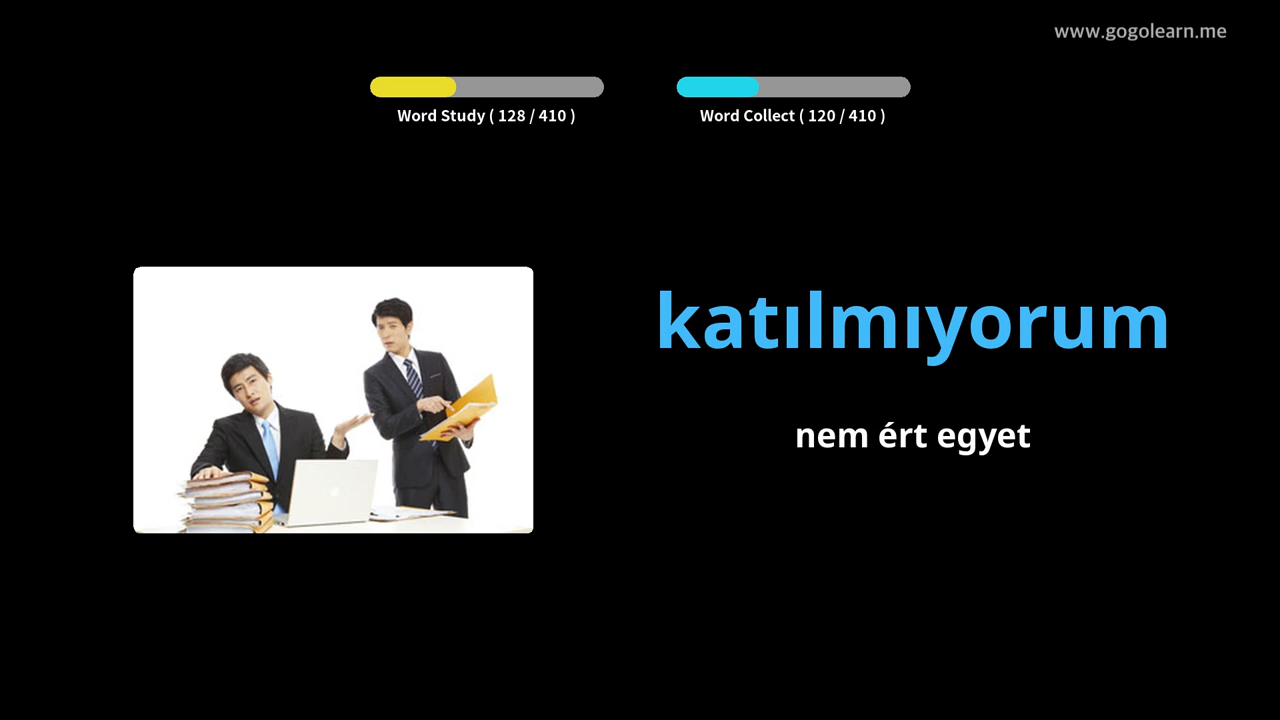 www.gogolearn.me
Word Study ( 128 / 410 )
Word Collect ( 120 / 410 )
katılmıyorum
nem ért egyet